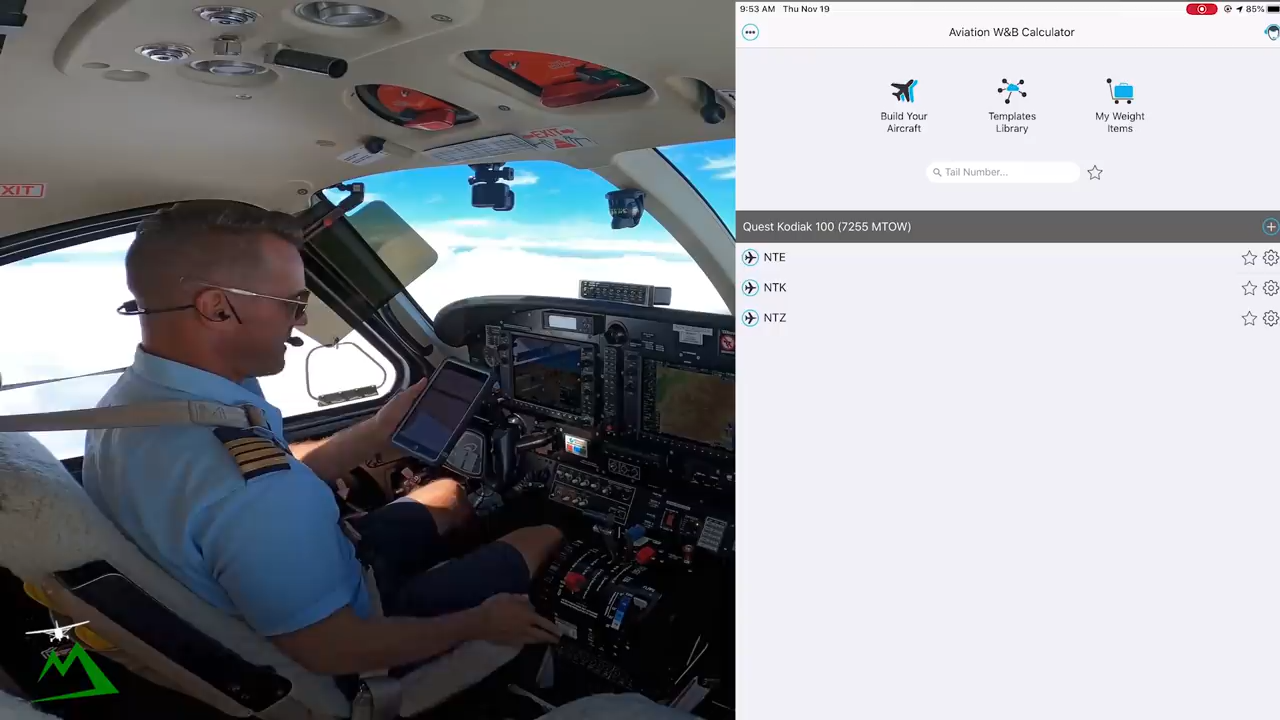 EXIT
EXIT
9:53 AM Thu Nov 19
85%
Aviation W&B Calculator
Build Your
Aircraft
Templates
Library
My Weight
Items
Tail Number...
Quest Kodiak 100 (7255 MTOW)
NTE
NTK
NTZ